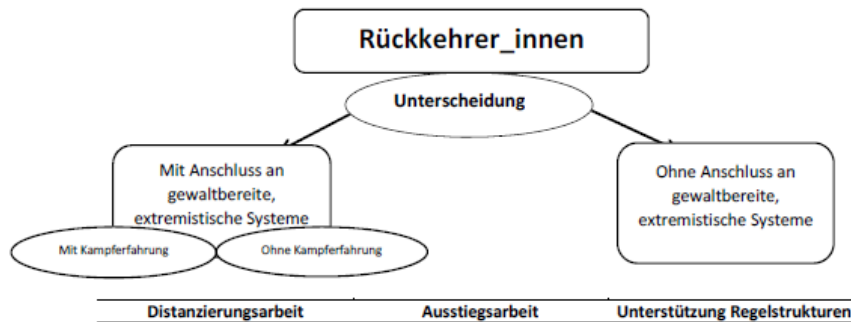 Rückkehrer_innen
Unterscheidung
Mit Anschluss an
gewaltbereite,
extremistische Systeme
Mit Kampferfahrung
Ohne Kampferfahrung
Ohne Anschluss an
gewaltbereite,
extremistische Systeme
Distanzierungsarbeit Ausstiegsarbeit Unterstützung Regelstrukturen